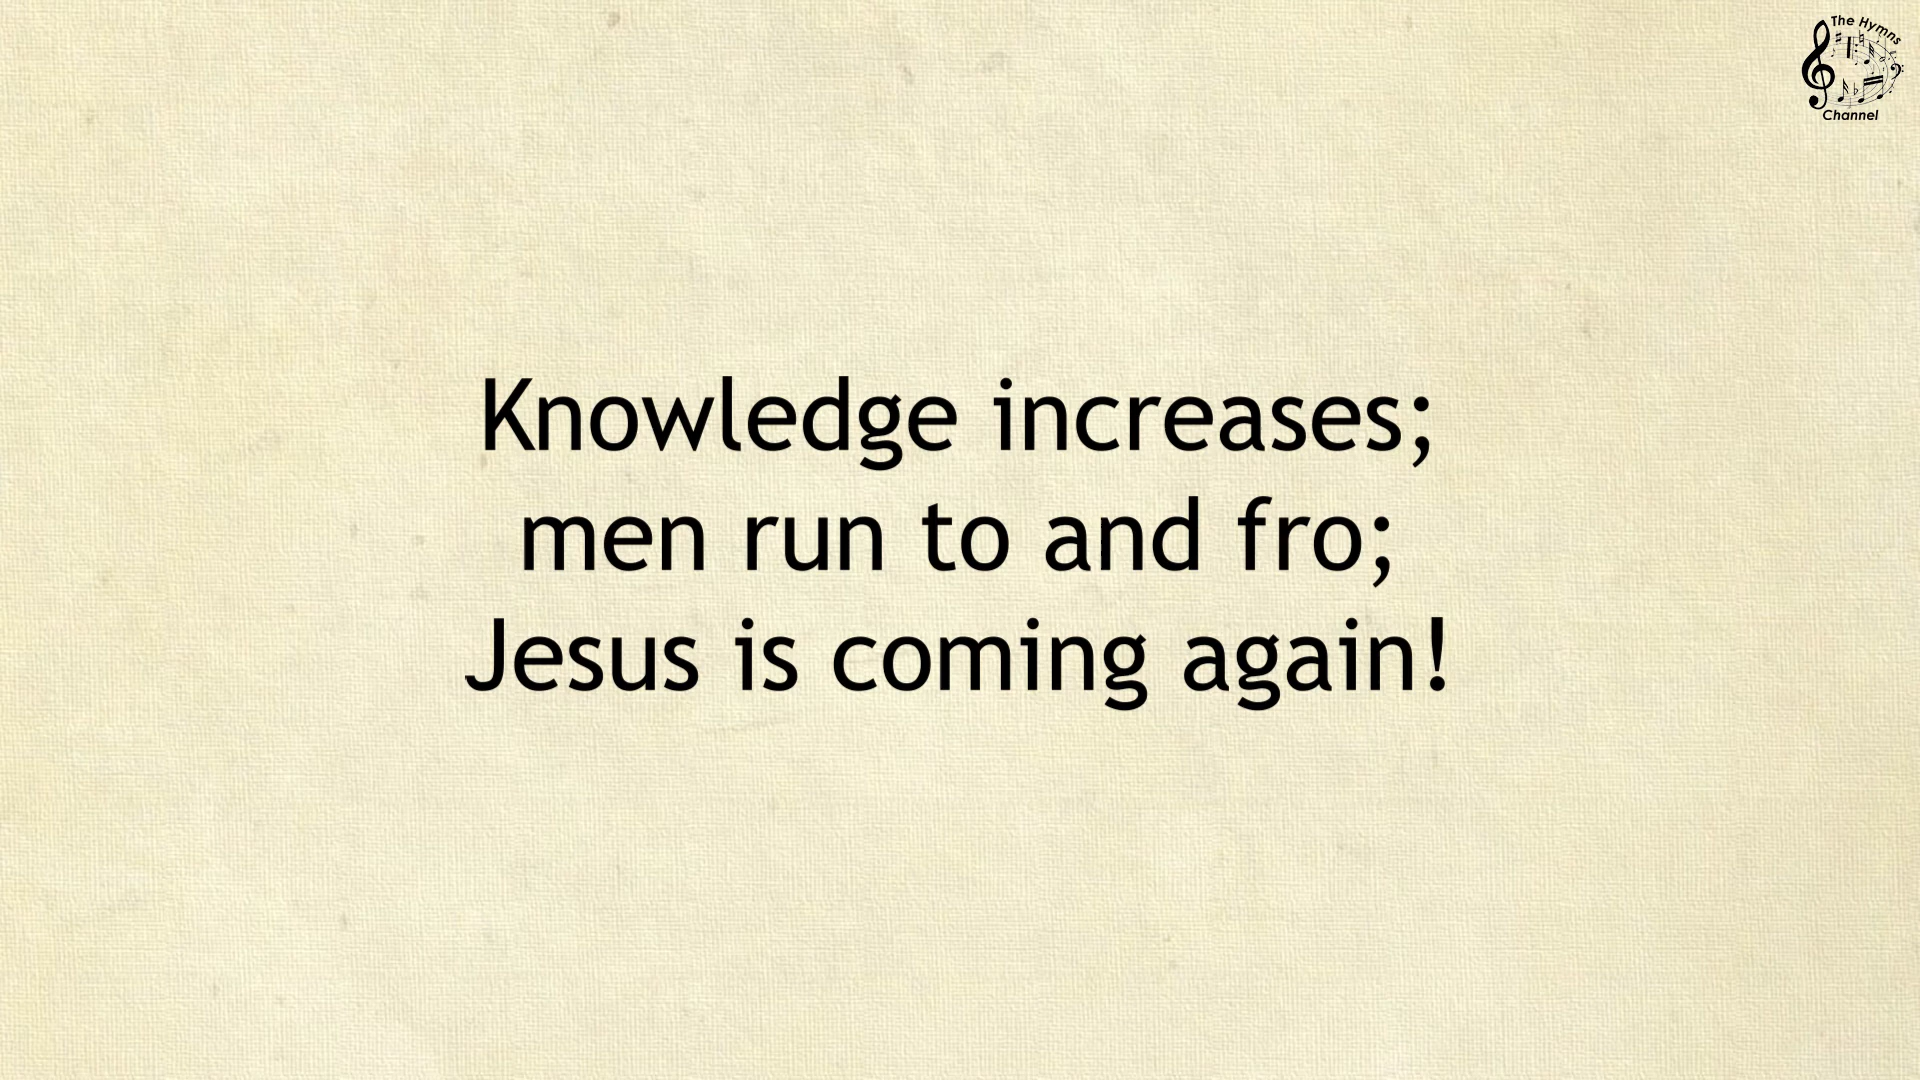 The Hymns
Channel
Knowledge increases;
men run to and fro;
Jesus is coming again!